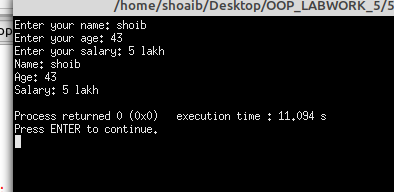 /home/shoaib/Desktop/OOP_LABWORK_5/5
op
Enter your name: shoib
Enter your age: 43
Enter your salary: 5 lakh
Name: shoib
Age: 43
Salary: 5 lakh
Process returned 0 (0x0)   execution time : 11.094 s
Press ENTER to continue.